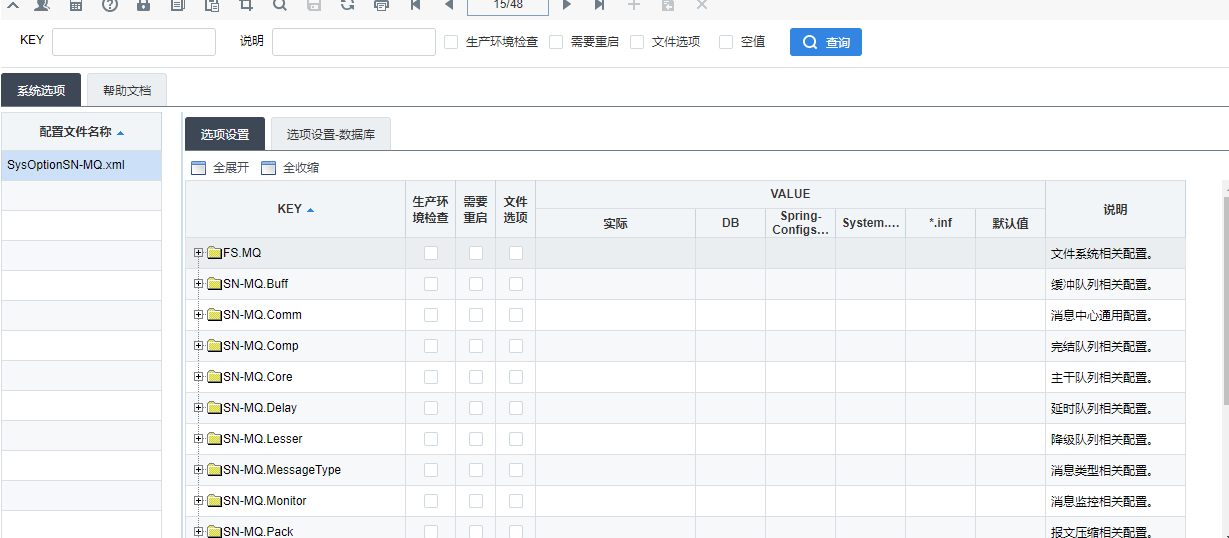 15/48
KEY 说明 生产环境检查 需要重启 文件选项 空值 查询
系统选项 帮助文档
配置文件名称
SysOptionSN-MQ.xml
选项设置 选项设置-数据库
全展开 全收缩
KEY 生产环境检查 需要重启 文件选项 VALUE 说明
实际 DB Spring-Configs... System.... *.inf 默认值
FS.MQ 文件系统相关配置。
SN-MQ.Buff 缓冲队列相关配置。
SN-MQ.Comm 消息中心通用配置。
SN-MQ.Comp 完结队列相关配置。
SN-MQ.Core 主干队列相关配置。
SN-MQ.Delay 延时队列相关配置。
SN-MQ.Lesser 降级队列相关配置。
SN-MQ.MessageType 消息类型相关配置。
SN-MQ.Monitor 消息监控相关配置。
SN-MQ.Pack 报文压缩相关配置。